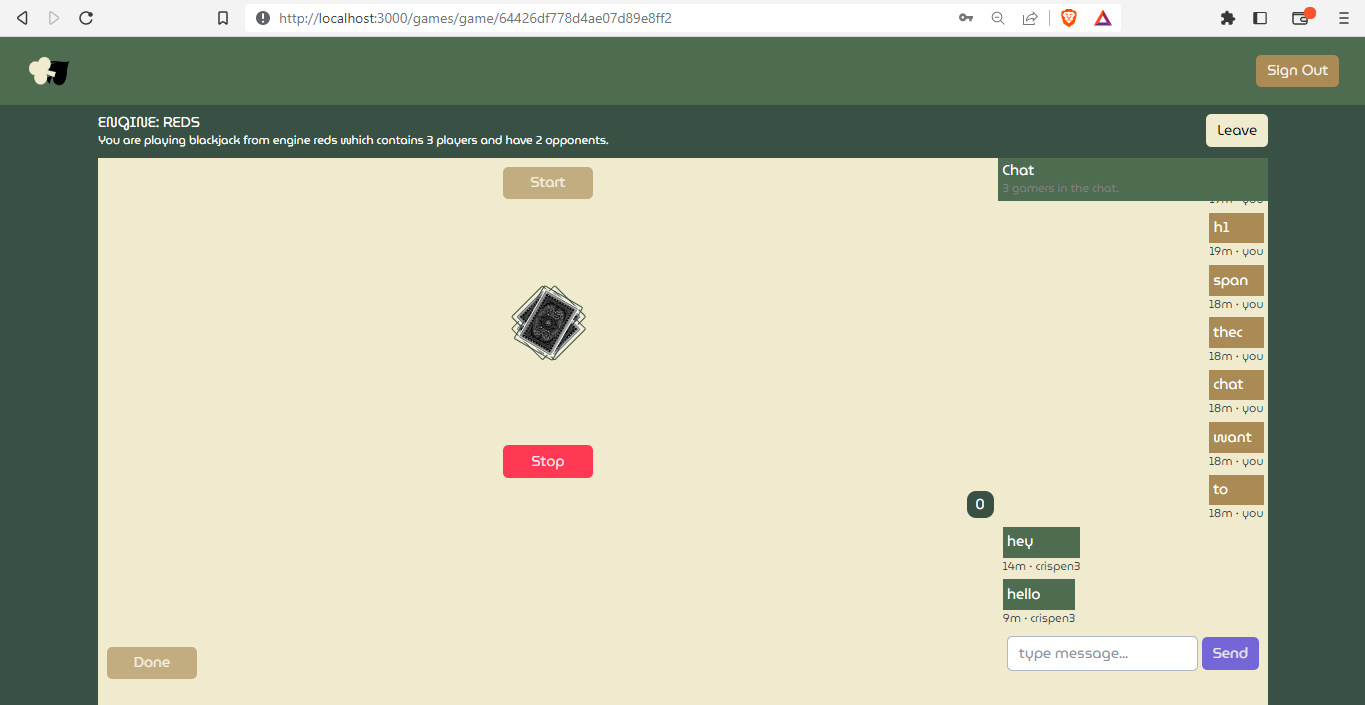 http://localhost:3000/games/game/64426df778d4ae07d89e8ff2
Sign Out
ENGINE: REDS
You are playing blackjack from engine reds which contains 3 players and have 2 opponents.
Leave
Start
Stop
0
Done
Chat
3 gamers in the chat.
19m • you
h1
19m • you
span
18m • you
thec
18m • you
chat
18m • you
want
18m • you
to
18m • you
hey
14m • crispen3
hello
9m • crispen3
type message...
Send